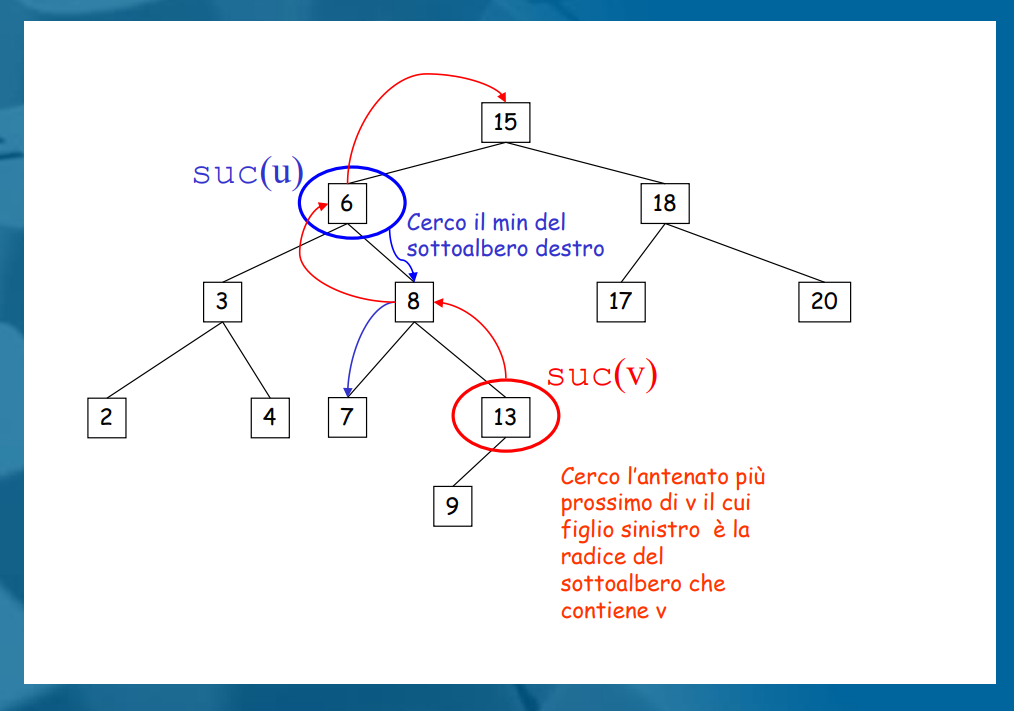 15
suc(u)
6
18
Cerco il min del
sottoalbero destro
3
8
17
20
suc(v)
2
4
7
13
9
Cerco l'antenato più
prossimo di v il cui
figlio sinistro è la
radice del
sottoalbero che
contiene v